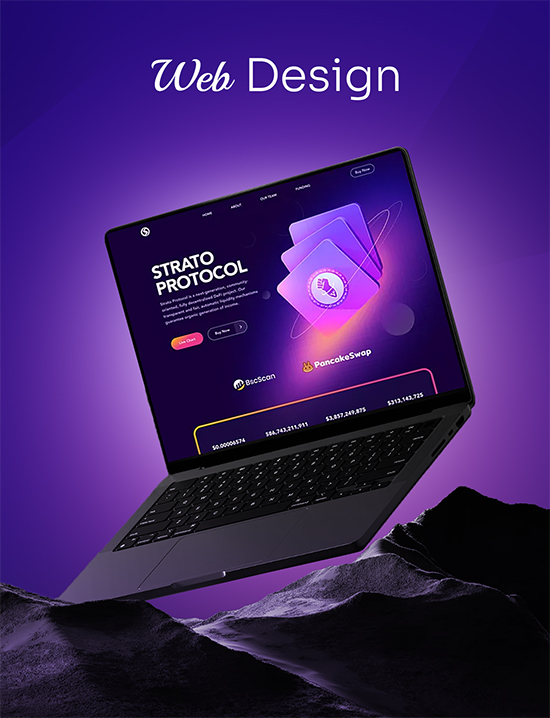 Web Design
HOME
ABOUT
OUR TEAM
FUNDING
Buy Now
STRATO
PROTOCOL
Strato Protocol is a next-generation, community-
oriented, fully decentralized DeFi project. Our
transparent and fair, automatic liquidity mechanisms
guarantee organic generation of income.
Live Chart
Buy Now
BscScan
PancakeSwap
$0.00006574
$86,743,211,911
$3,857,249,875
$313,143,725